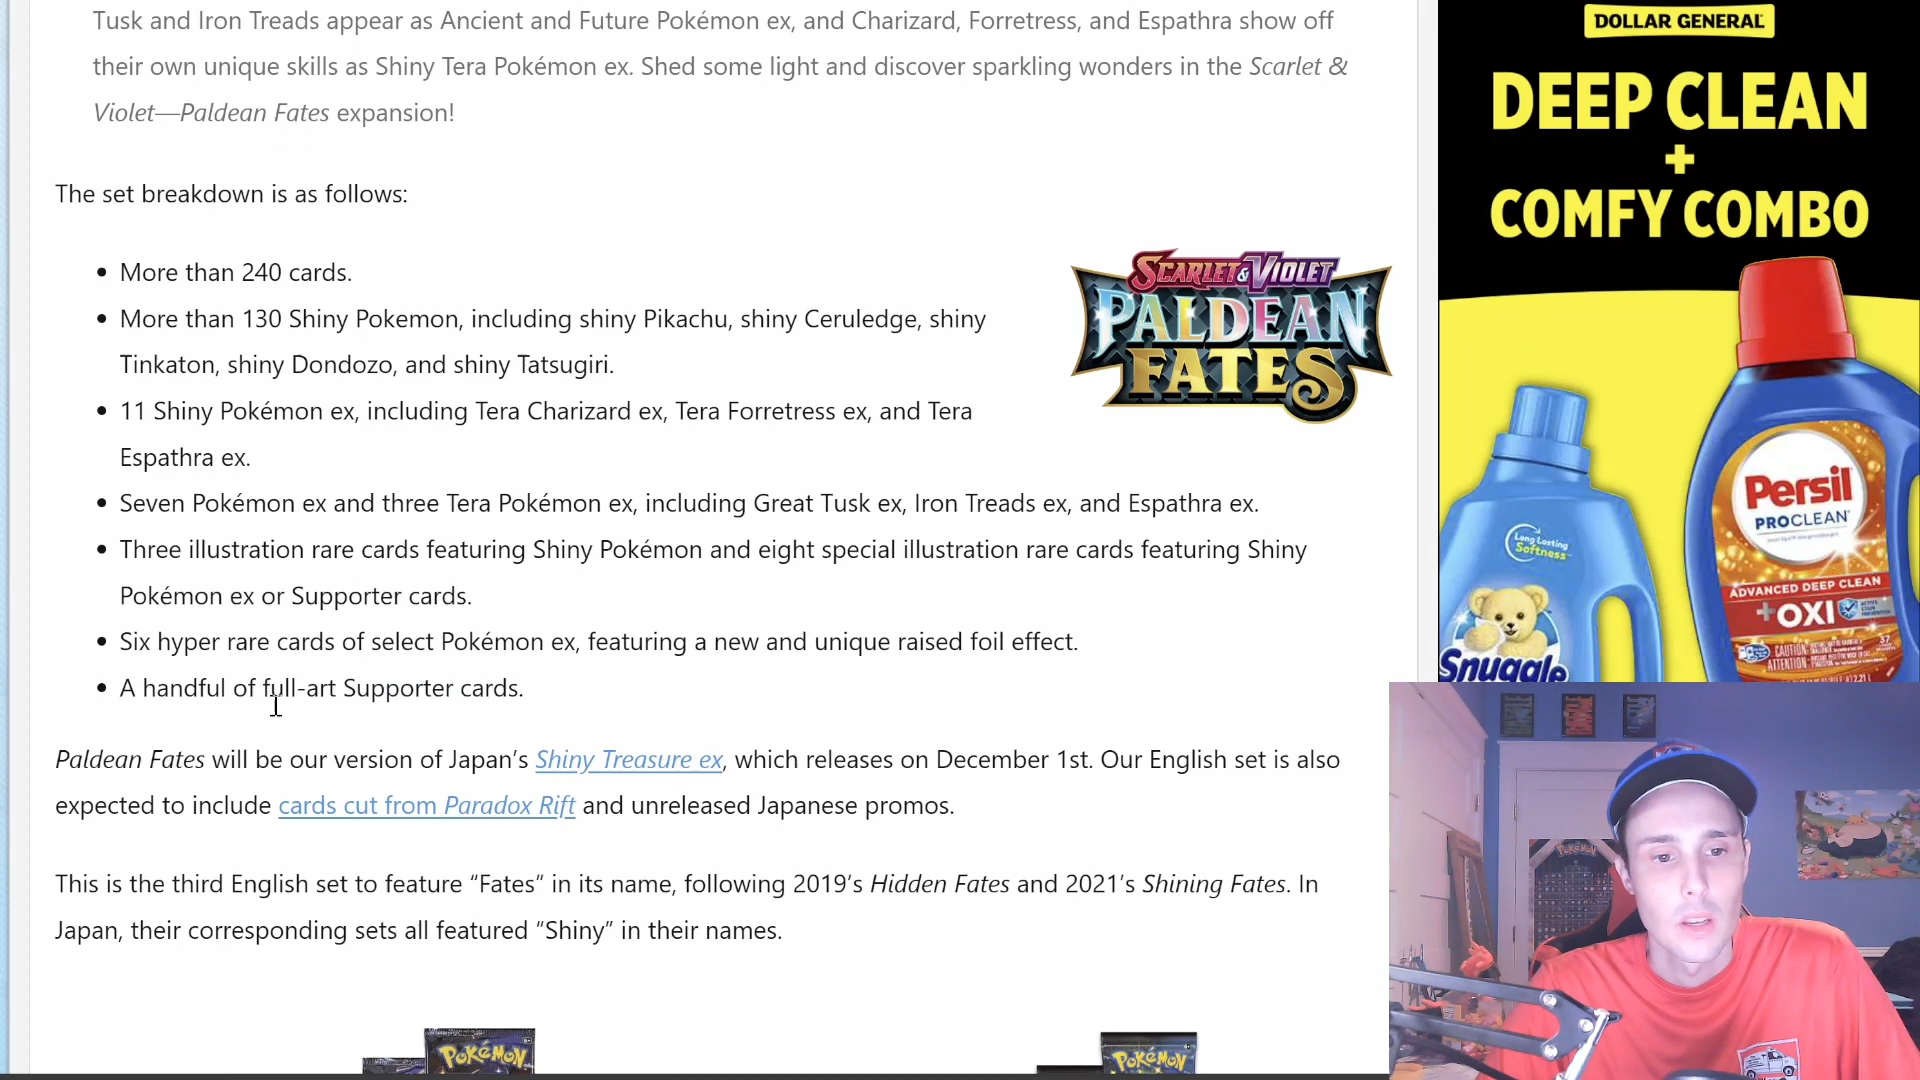 Tusk and Iron Treads appear as Ancient and Future Pokémon ex, and Charizard, Forretress, and Espathra show off
their own unique skills as Shiny Tera Pokémon ex. Shed some light and discover sparkling wonders in the Scarlet &
Violet—Paldean Fates expansion!
The set breakdown is as follows:
• More than 240 cards.
• More than 130 Shiny Pokemon, including shiny Pikachu, shiny Ceruledge, shiny
Tinkaton, shiny Dondozo, and shiny Tatsugiri.
• 11 Shiny Pokémon ex, including Tera Charizard ex, Tera Forretress ex, and Tera
Espathra ex.
• Seven Pokémon ex and three Tera Pokémon ex, including Great Tusk ex, Iron Treads ex, and Espathra ex.
• Three illustration rare cards featuring Shiny Pokémon and eight special illustration rare cards featuring Shiny
Pokémon ex or Supporter cards.
• Six hyper rare cards of select Pokémon ex, featuring a new and unique raised foil effect.
• A handful of full-art Supporter cards.
Paldean Fates will be our version of Japan’s Shiny Treasure ex, which releases on December 1st. Our English set is also
expected to include cards cut from Paradox Rift and unreleased Japanese promos.
This is the third English set to feature “Fates” in its name, following 2019’s Hidden Fates and 2021’s Shining Fates. In
Japan, their corresponding sets all featured “Shiny” in their names.
POKéMON
POKéMON
SCARLET & VIOLET
PALDEAN
FATES
DOLLAR GENERAL
DEEP CLEAN
+
COMFY COMBO
Long Lasting
Softness
Snuggle
Persil
PROCLEAN
ADVANCED DEEP CLEAN
+OXI
37
CAUTION
ATTENTION
POKéMON